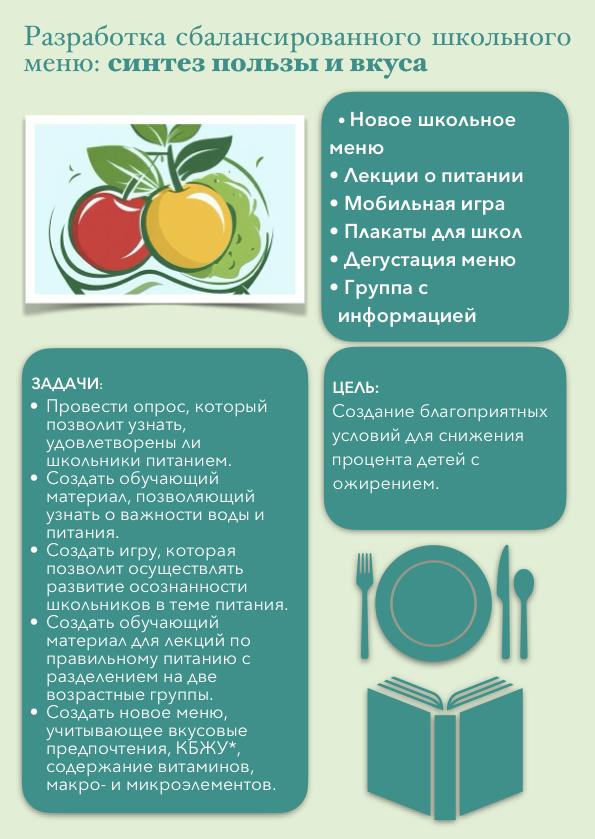 Разработка сбалансированного школьного
меню: синтез пользы и вкуса
• Новое школьное
меню
• Лекции о питании
• Мобильная игра
• Плакаты для школ
• Дегустация меню
• Группа с
информацией
ЗАДАЧИ:
• Провести опрос, который
позволит узнать,
удовлетворены ли
школьники питанием.
• Создать обучающий
материал, позволяющий
узнать о важности воды и
питания.
• Создать игру, которая
позволит осуществлять
развитие осознанности
школьников в теме питания.
• Создать обучающий
материал для лекций по
правильному питанию с
разделением на две
возрастные группы.
• Создать новое меню,
учитывающее вкусовые
предпочтения, КБЖУ*,
содержание витаминов,
макро- и микроэлементов.
ЦЕЛЬ:
Создание благоприятных
условий для снижения
процента детей с
ожирением.